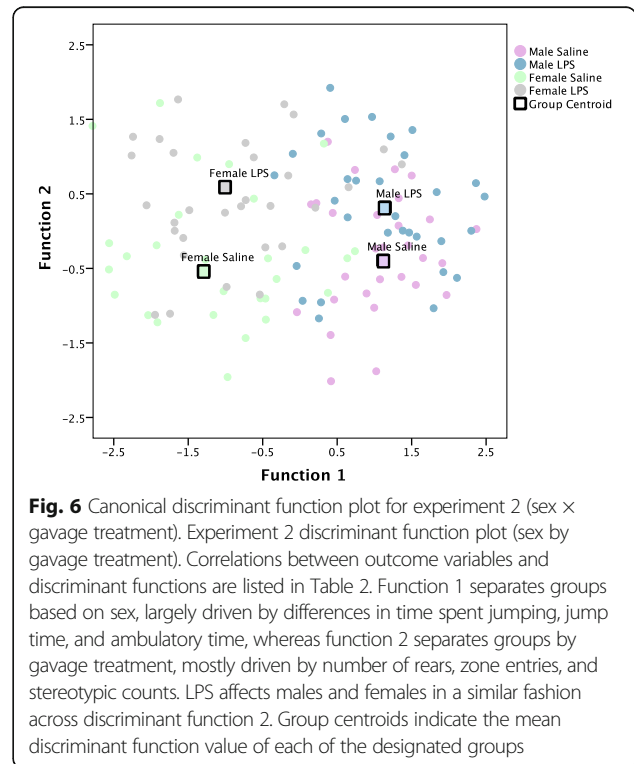 2.5
1.5
0.5
-0.5
-1.5
-2.5
Function 2
Female LPS
Male LPS
Female Saline
Male Saline
-2.5 -1.5 -0.5 0.5 1.5 2.5
Function 1
Male Saline
Male LPS
Female Saline
Female LPS
Group Centroid
Fig. 6 Canonical discriminant function plot for experiment 2 (sex ×
gavage treatment). Experiment 2 discriminant function plot (sex by
gavage treatment). Correlations between outcome variables and
discriminant functions are listed in Table 2. Function 1 separates groups
based on sex, largely driven by differences in time spent jumping, jump
time, and ambulatory time, whereas function 2 separates groups by
gavage treatment, mostly driven by number of rears, zone entries, and
stereotypic counts. LPS affects males and females in a similar fashion
across discriminant function 2. Group centroids indicate the mean
discriminant function value of each of the designated groups